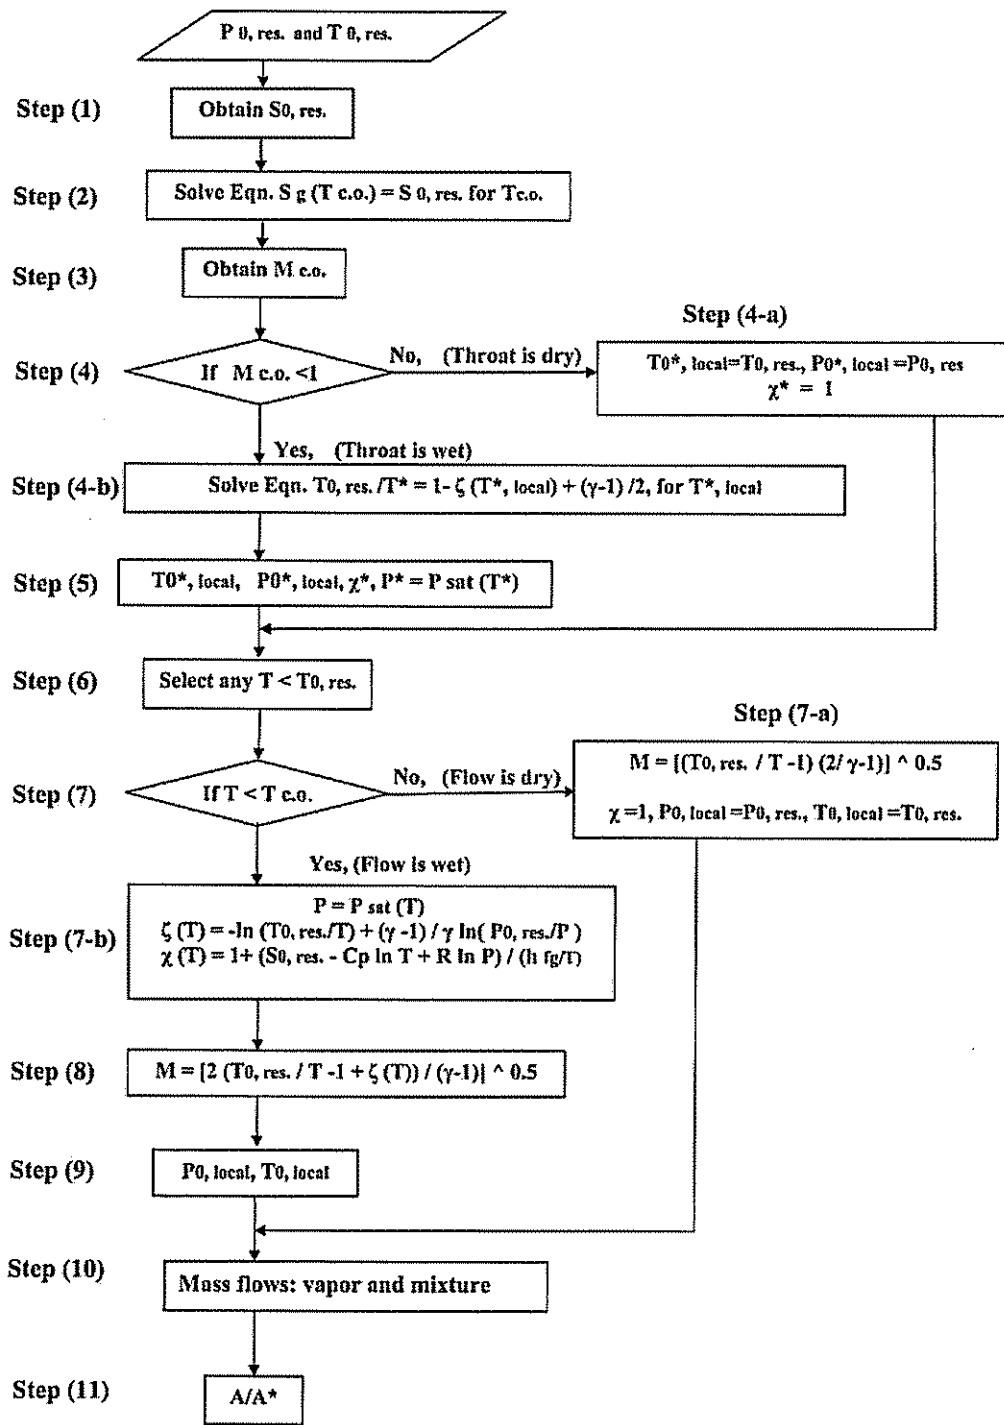 P 0, res. and T 0, res.
Step (1)
Obtain S0, res.
Step (2)
Solve Eqn. S g (T c.o.) = S 0, res. for Tc.o.
Step (3)
Obtain M c.o.
Step (4-a)
Step (4)
If M c.o. <1
No, (Throat is dry)
T0*, local=T0, res., P0*, local =P0, res
χ* = 1
Yes, (Throat is wet)
Step (4-b)
Solve Eqn. T0, res. /T* = 1- ζ (T*, local) + (γ-1) /2, for T*, local
Step (5)
T0*, local, P0*, local, χ*, P* = P sat (T*)
Step (6)
Select any T < T0, res.
Step (7-a)
Step (7)
If T < T c.o.
No, (Flow is dry)
M = [(T0, res. / T -1) (2/ γ-1)] ^ 0.5
χ =1, P0, local =P0, res., T0, local =T0, res.
Yes, (Flow is wet)
Step (7-b)
P = P sat (T)
ζ (T) = -ln (T0, res./T) + (γ -1) / γ ln( P0, res./P )
χ (T) = 1+ (S0, res. - Cp ln T + R ln P) / (h fg/T)
Step (8)
M = [2 (T0, res. / T -1 + ζ (T)) / (γ-1)] ^ 0.5
Step (9)
P0, local, T0, local
Step (10)
Mass flows: vapor and mixture
Step (11)
A/A*